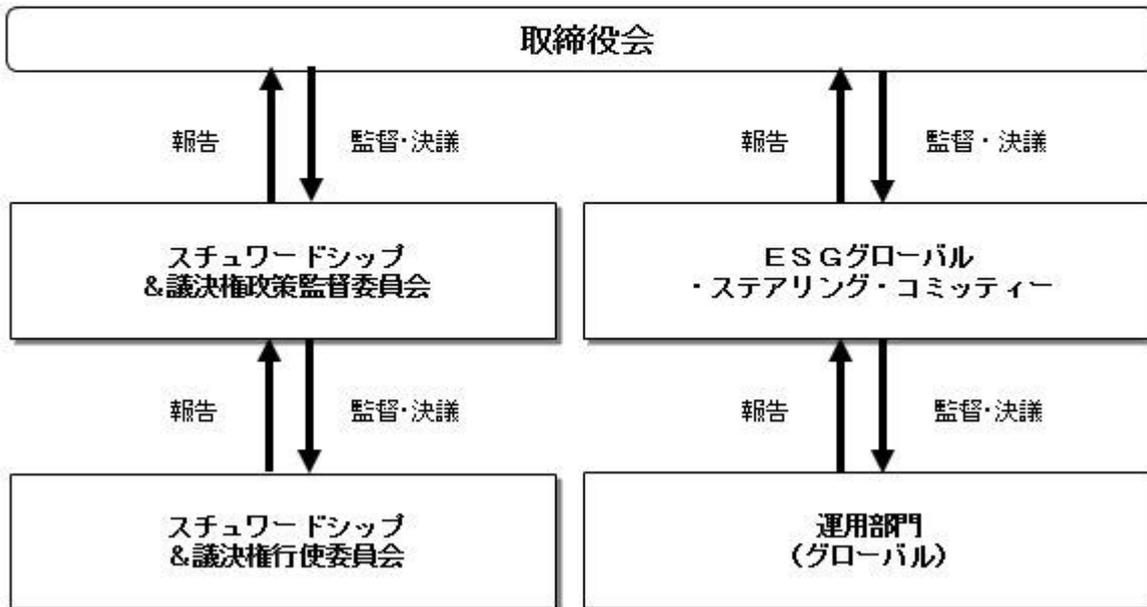 取締役会
報告
監督・決議
報告
監督・決議
スチュワードシップ
&議決権政策監督委員会
ESGグローバル
・ステアリング・コミッティー
報告
監督・決議
報告
監督・決議
スチュワードシップ
&議決権行使委員会
運用部門
(グローバル)